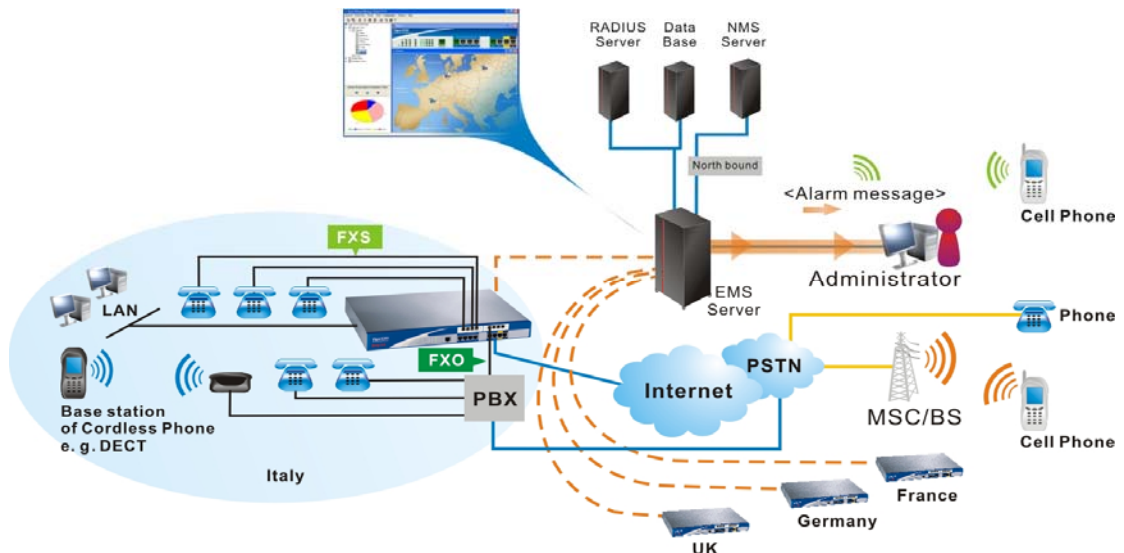 RADIUS
Server
Data
Base
NMS
Server
North bound
<Alarm message>
Cell Phone
Administrator
EMS
Server
FXS
LAN
FXO
PBX
Base station
of Cordless Phone
e. g. DECT
Italy
Internet
PSTN
Phone
MSC/BS
Cell Phone
France
Germany
UK